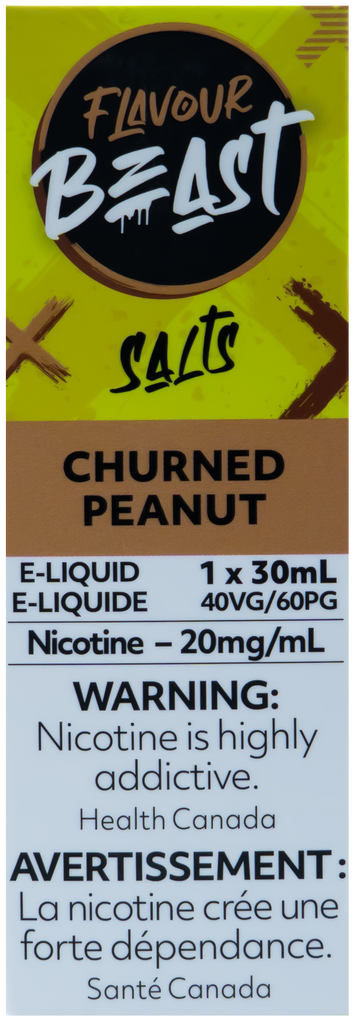 FLAVOUR
BEAST
SALTS
CHURNED
PEANUT
E-LIQUID 1 x 30mL
E-LIQUIDE 40VG/60PG
Nicotine – 20mg/mL
WARNING:
Nicotine is highly
addictive.
Health Canada
AVERTISSEMENT :
La nicotine crée une
forte dépendance.
Santé Canada